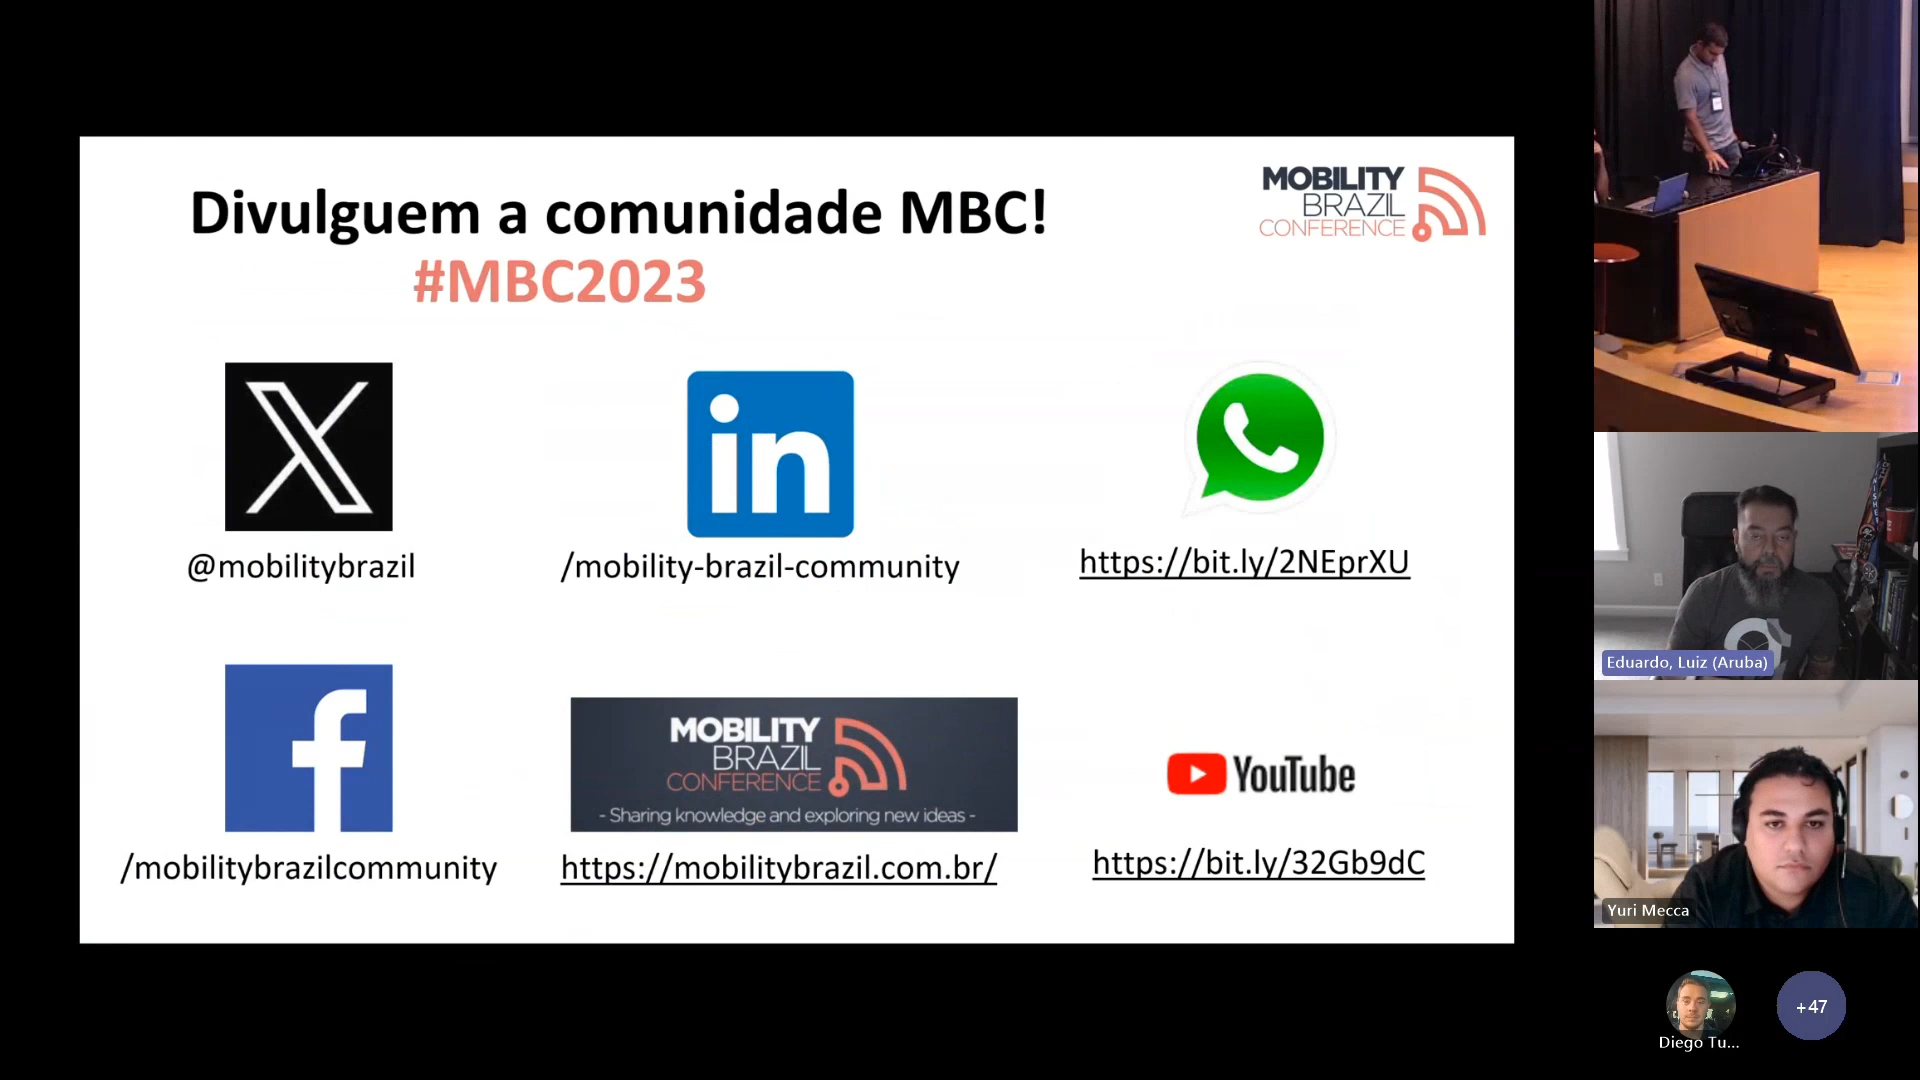 Divulguem a comunidade MBC!
#MBC2023
MOBILITY
BRAZIL
CONFERENCE
@mobilitybrazil
in
/mobility-brazil-community
https://bit.ly/2NEprXU
/mobilitybrazilcommunity
MOBILITY
BRAZIL
CONFERENCE
- Sharing knowledge and exploring new ideas -
https://mobilitybrazil.com.br/
YouTube
https://bit.ly/32Gb9dC
Eduardo, Luiz (Aruba)
Yuri Mecca
Diego Tu...
+47